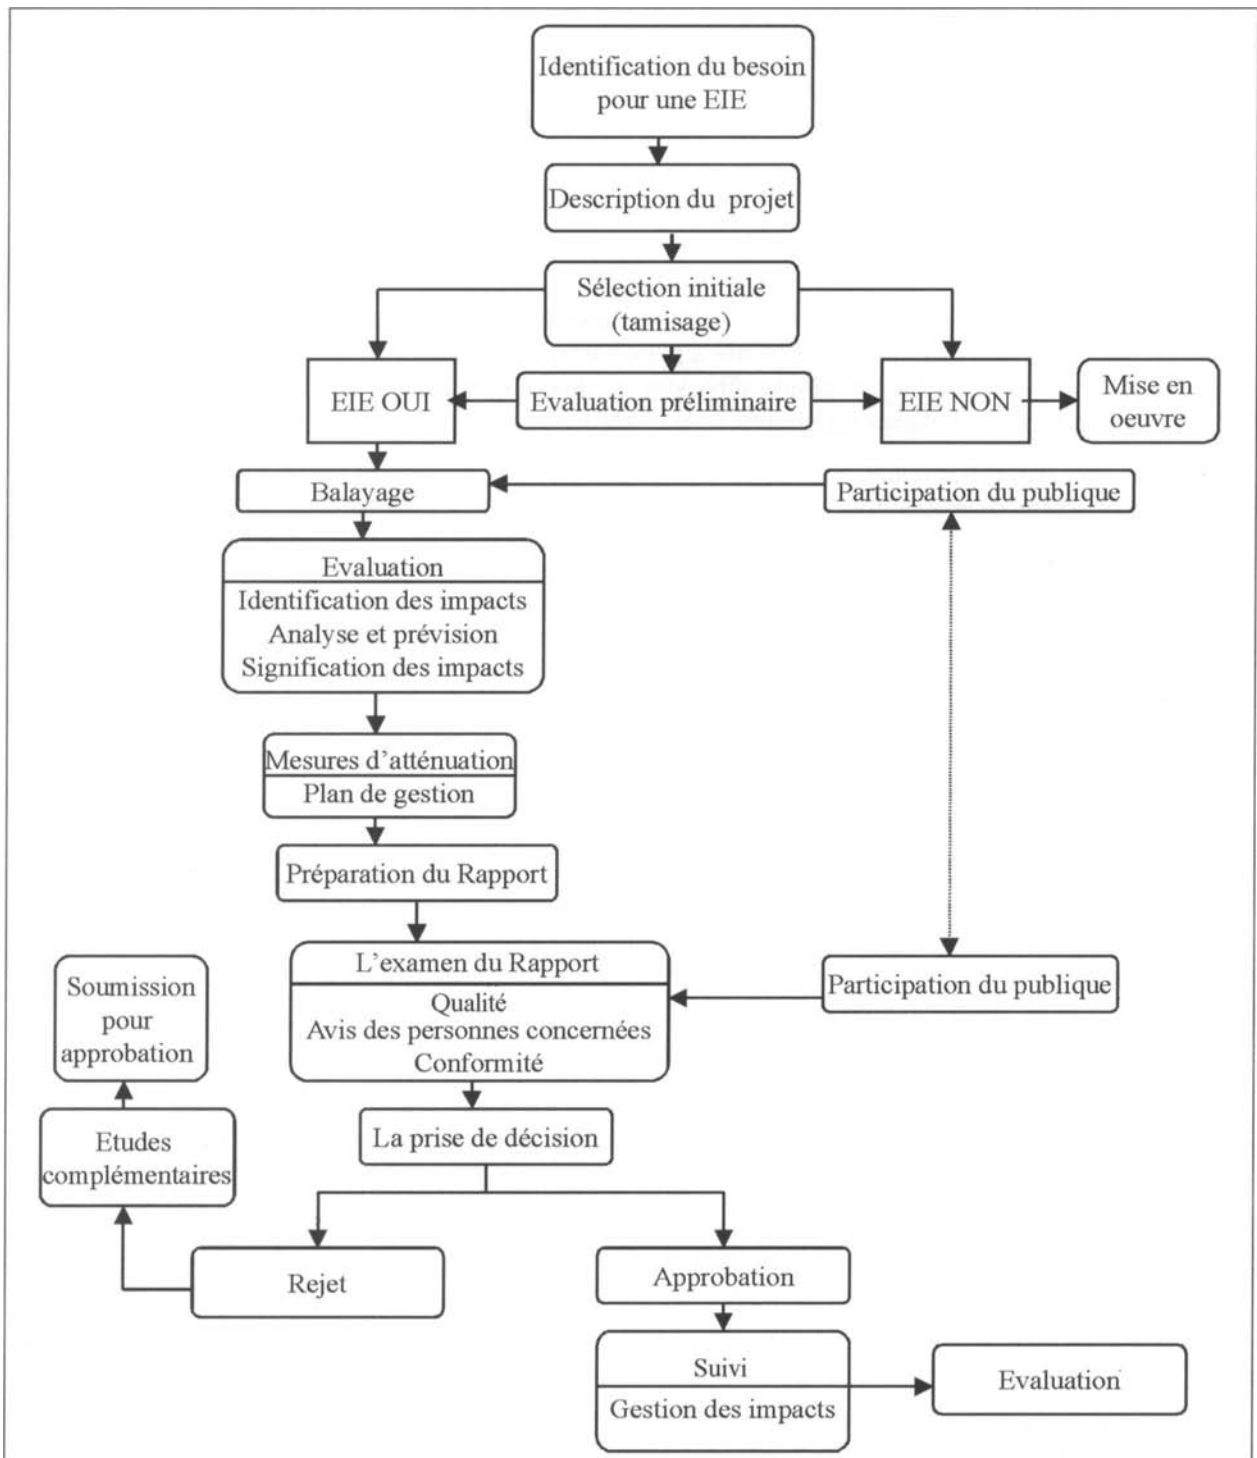 Identification du besoin
pour une EIE
Description du projet
Sélection initiale
(tamisage)
EIE OUI
Evaluation préliminaire
EIE NON
Mise en
oeuvre
Balayage
Participation du publique
Evaluation
Identification des impacts
Analyse et prévision
Signification des impacts
Mesures d'atténuation
Plan de gestion
Préparation du Rapport
L'examen du Rapport
Qualité
Avis des personnes concernées
Conformité
Participation du publique
Soumission
pour
approbation
Etudes
complémentaires
La prise de décision
Rejet
Approbation
Suivi
Gestion des impacts
Evaluation